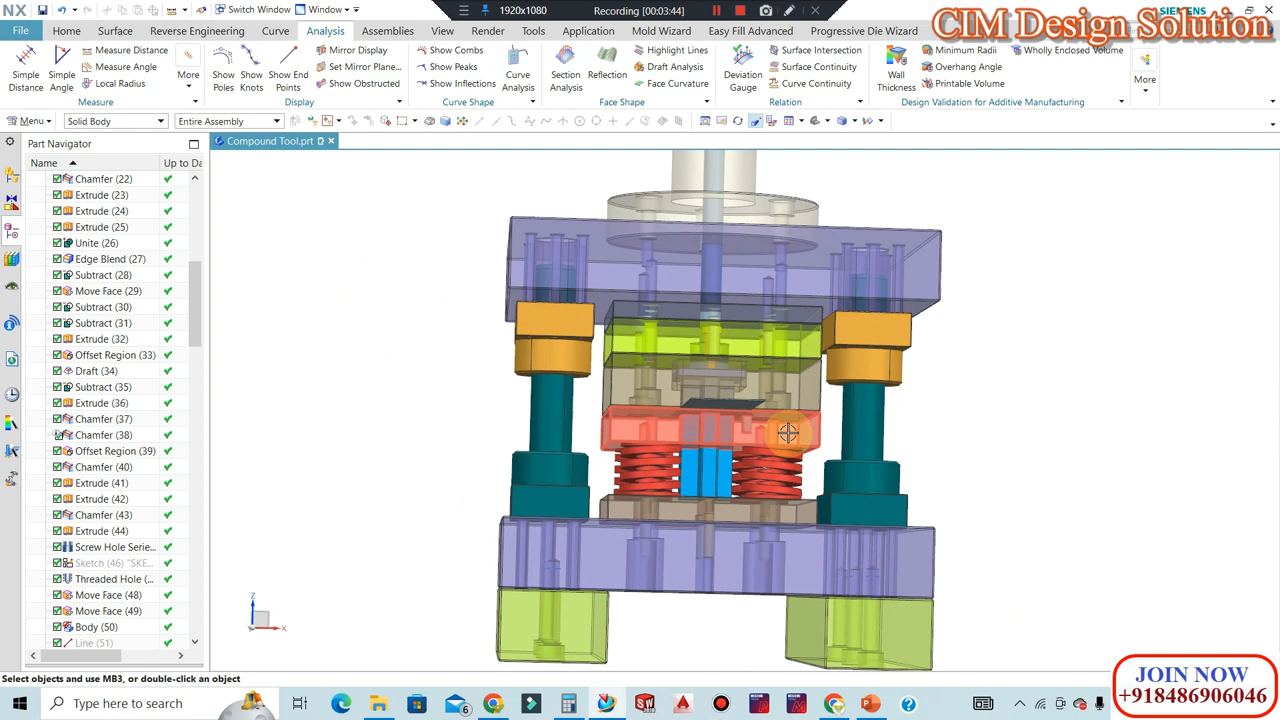 NX
Switch Window
Window
1920x1080
Recording [00:03:44]
SIEMENS
CIM Design Solution
File
Home
Surface
Reverse Engineering
Curve
Analysis
Assemblies
View
Render
Tools
Application
Mold Wizard
Easy Fill Advanced
Progressive Die Wizard
Simple Distance
Simple Angle
Measure Distance
Measure Angle
Local Radius
More
Measure
Show Poles
Show Knots
Show End Points
Mirror Display
Set Mirror Plane...
Show Obstructed
Display
Show Combs
Show Peaks
Show Inflections
Curve Analysis
Curve Shape
Section Analysis
Reflection
Highlight Lines
Draft Analysis
Face Curvature
Face Shape
Deviation Gauge
Surface Intersection
Surface Continuity
Curve Continuity
Relation
Wall Thickness
Minimum Radii
Overhang Angle
Printable Volume
Wholly Enclosed Volume
Design Validation for Additive Manufacturing
More
Menu
Solid Body
Entire Assembly
Part Navigator
Compound Tool.prt
Name
Up to Da
Chamfer (22)
Extrude (23)
Extrude (24)
Extrude (25)
Unite (26)
Edge Blend (27)
Subtract (28)
Move Face (29)
Subtract (30)
Subtract (31)
Extrude (32)
Offset Region (33)
Draft (34)
Subtract (35)
Extrude (36)
Chamfer (37)
Chamfer (38)
Offset Region (39)
Chamfer (40)
Extrude (41)
Extrude (42)
Chamfer (43)
Extrude (44)
Screw Hole Serie...
Sketch (46) "SKE...
Threaded Hole (...
Move Face (48)
Move Face (49)
Body (50)
Line (51)
Z
X
Select objects and use MB3, or double-click an object
JOIN NOW
+918486906046
Type here to search
6